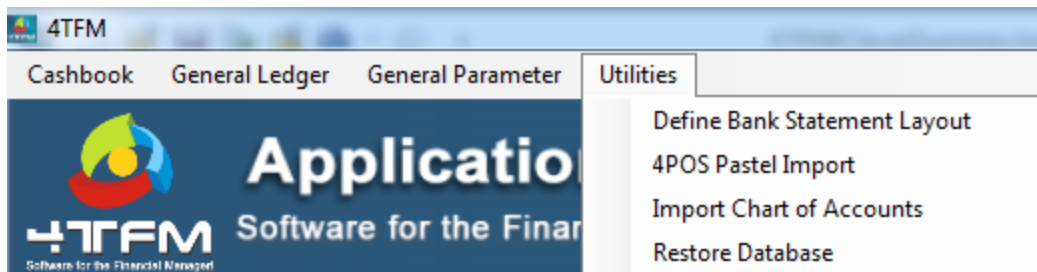 4TFM
Cashbook General Ledger General Parameter Utilities
Define Bank Statement Layout
4POS Pastel Import
Import Chart of Accounts
Restore Database
Applicatio
Software for the Finan
4TFM
Software for the Financial Manager!